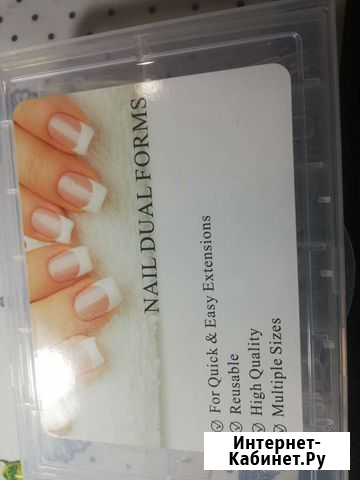 NAIL DUAL FORMS
For Quick & Easy Extensions
Reusable
High Quality
Multiple Sizes
Интернет-
Кабинет.Ру